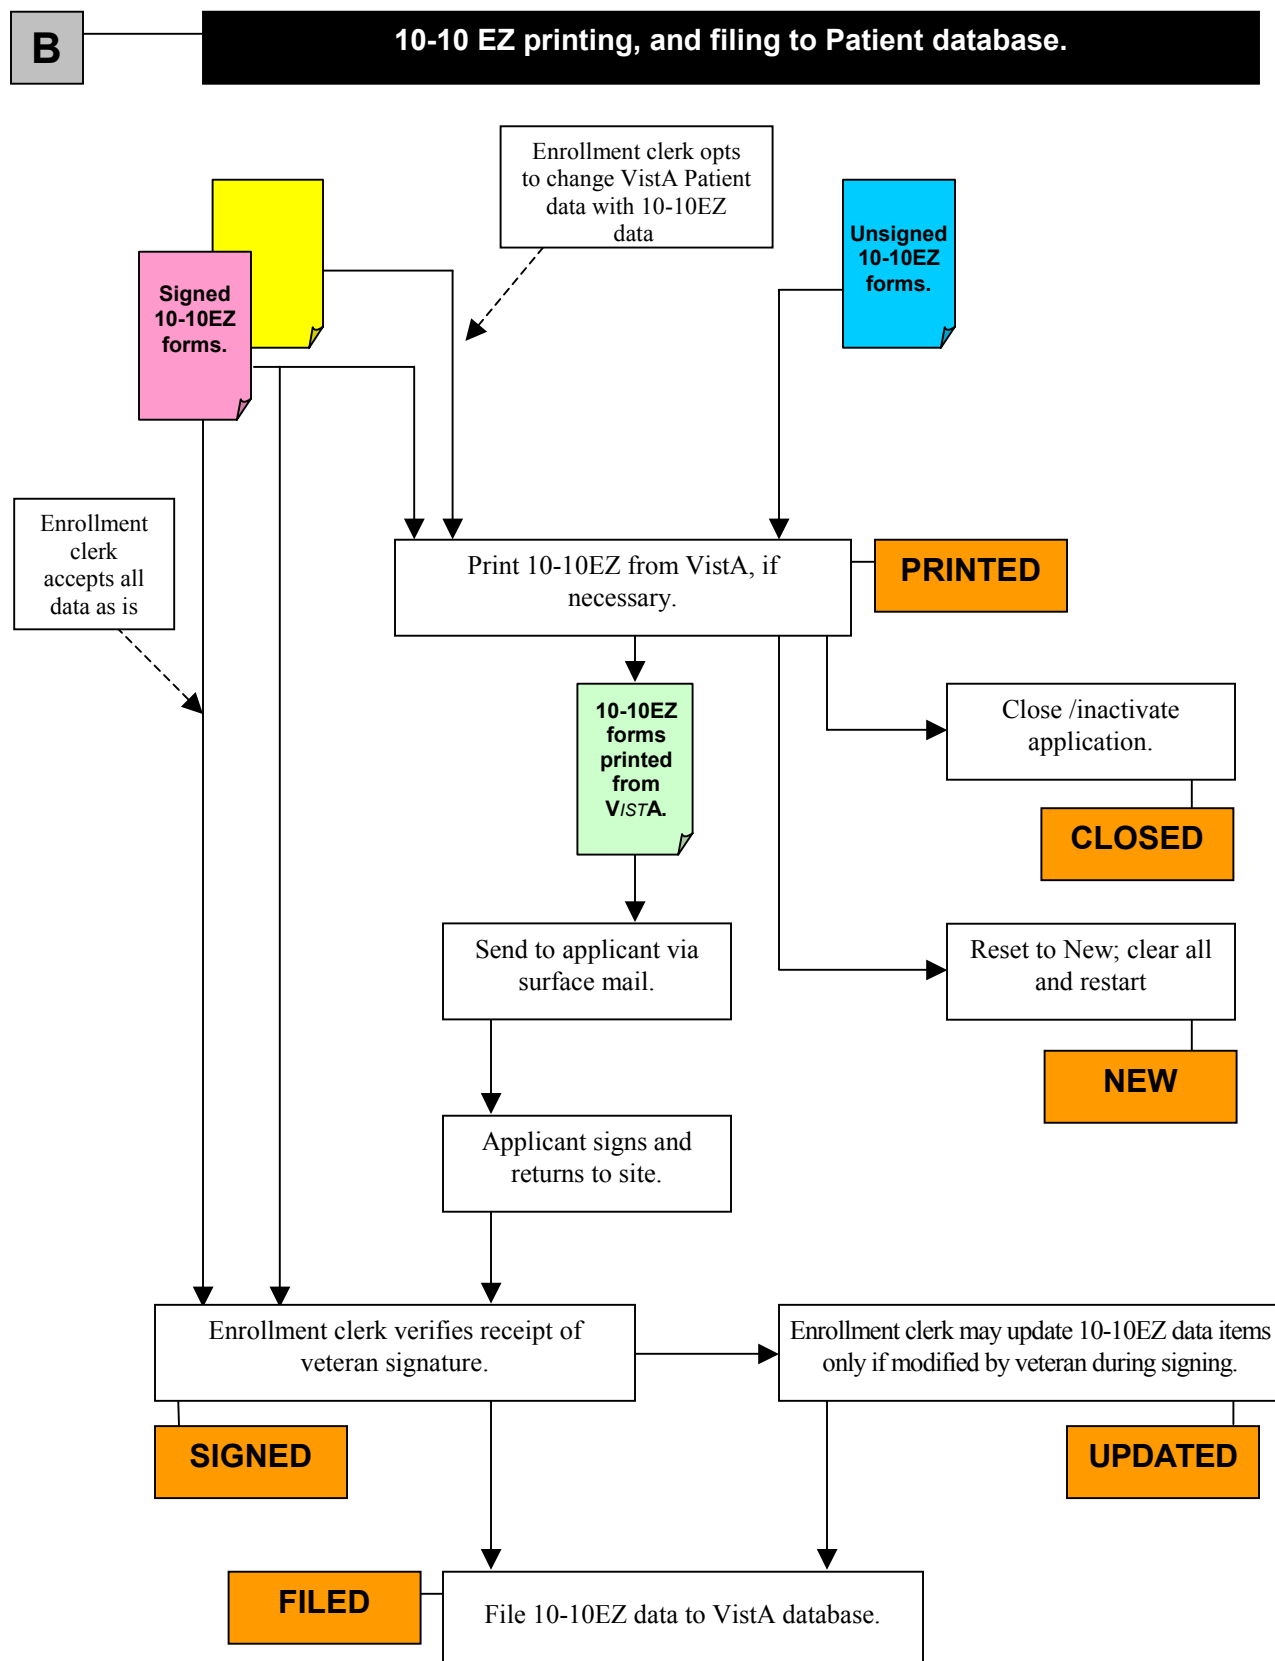 B
10-10 EZ printing, and filing to Patient database.
Enrollment clerk opts
to change VistA Patient
data with 10-10EZ
data
Unsigned
10-10EZ
forms.
Signed
10-10EZ
forms.
Enrollment
clerk
accepts all
data as is
Print 10-10EZ from VistA, if
necessary.
PRINTED
10-10EZ
forms
printed
from
VISTA.
Close /inactivate
application.
CLOSED
Send to applicant via
surface mail.
Reset to New; clear all
and restart
NEW
Applicant signs and
returns to site.
Enrollment clerk verifies receipt of
veteran signature.
Enrollment clerk may update 10-10EZ data items
only if modified by veteran during signing.
SIGNED
UPDATED
FILED
File 10-10EZ data to VistA database.